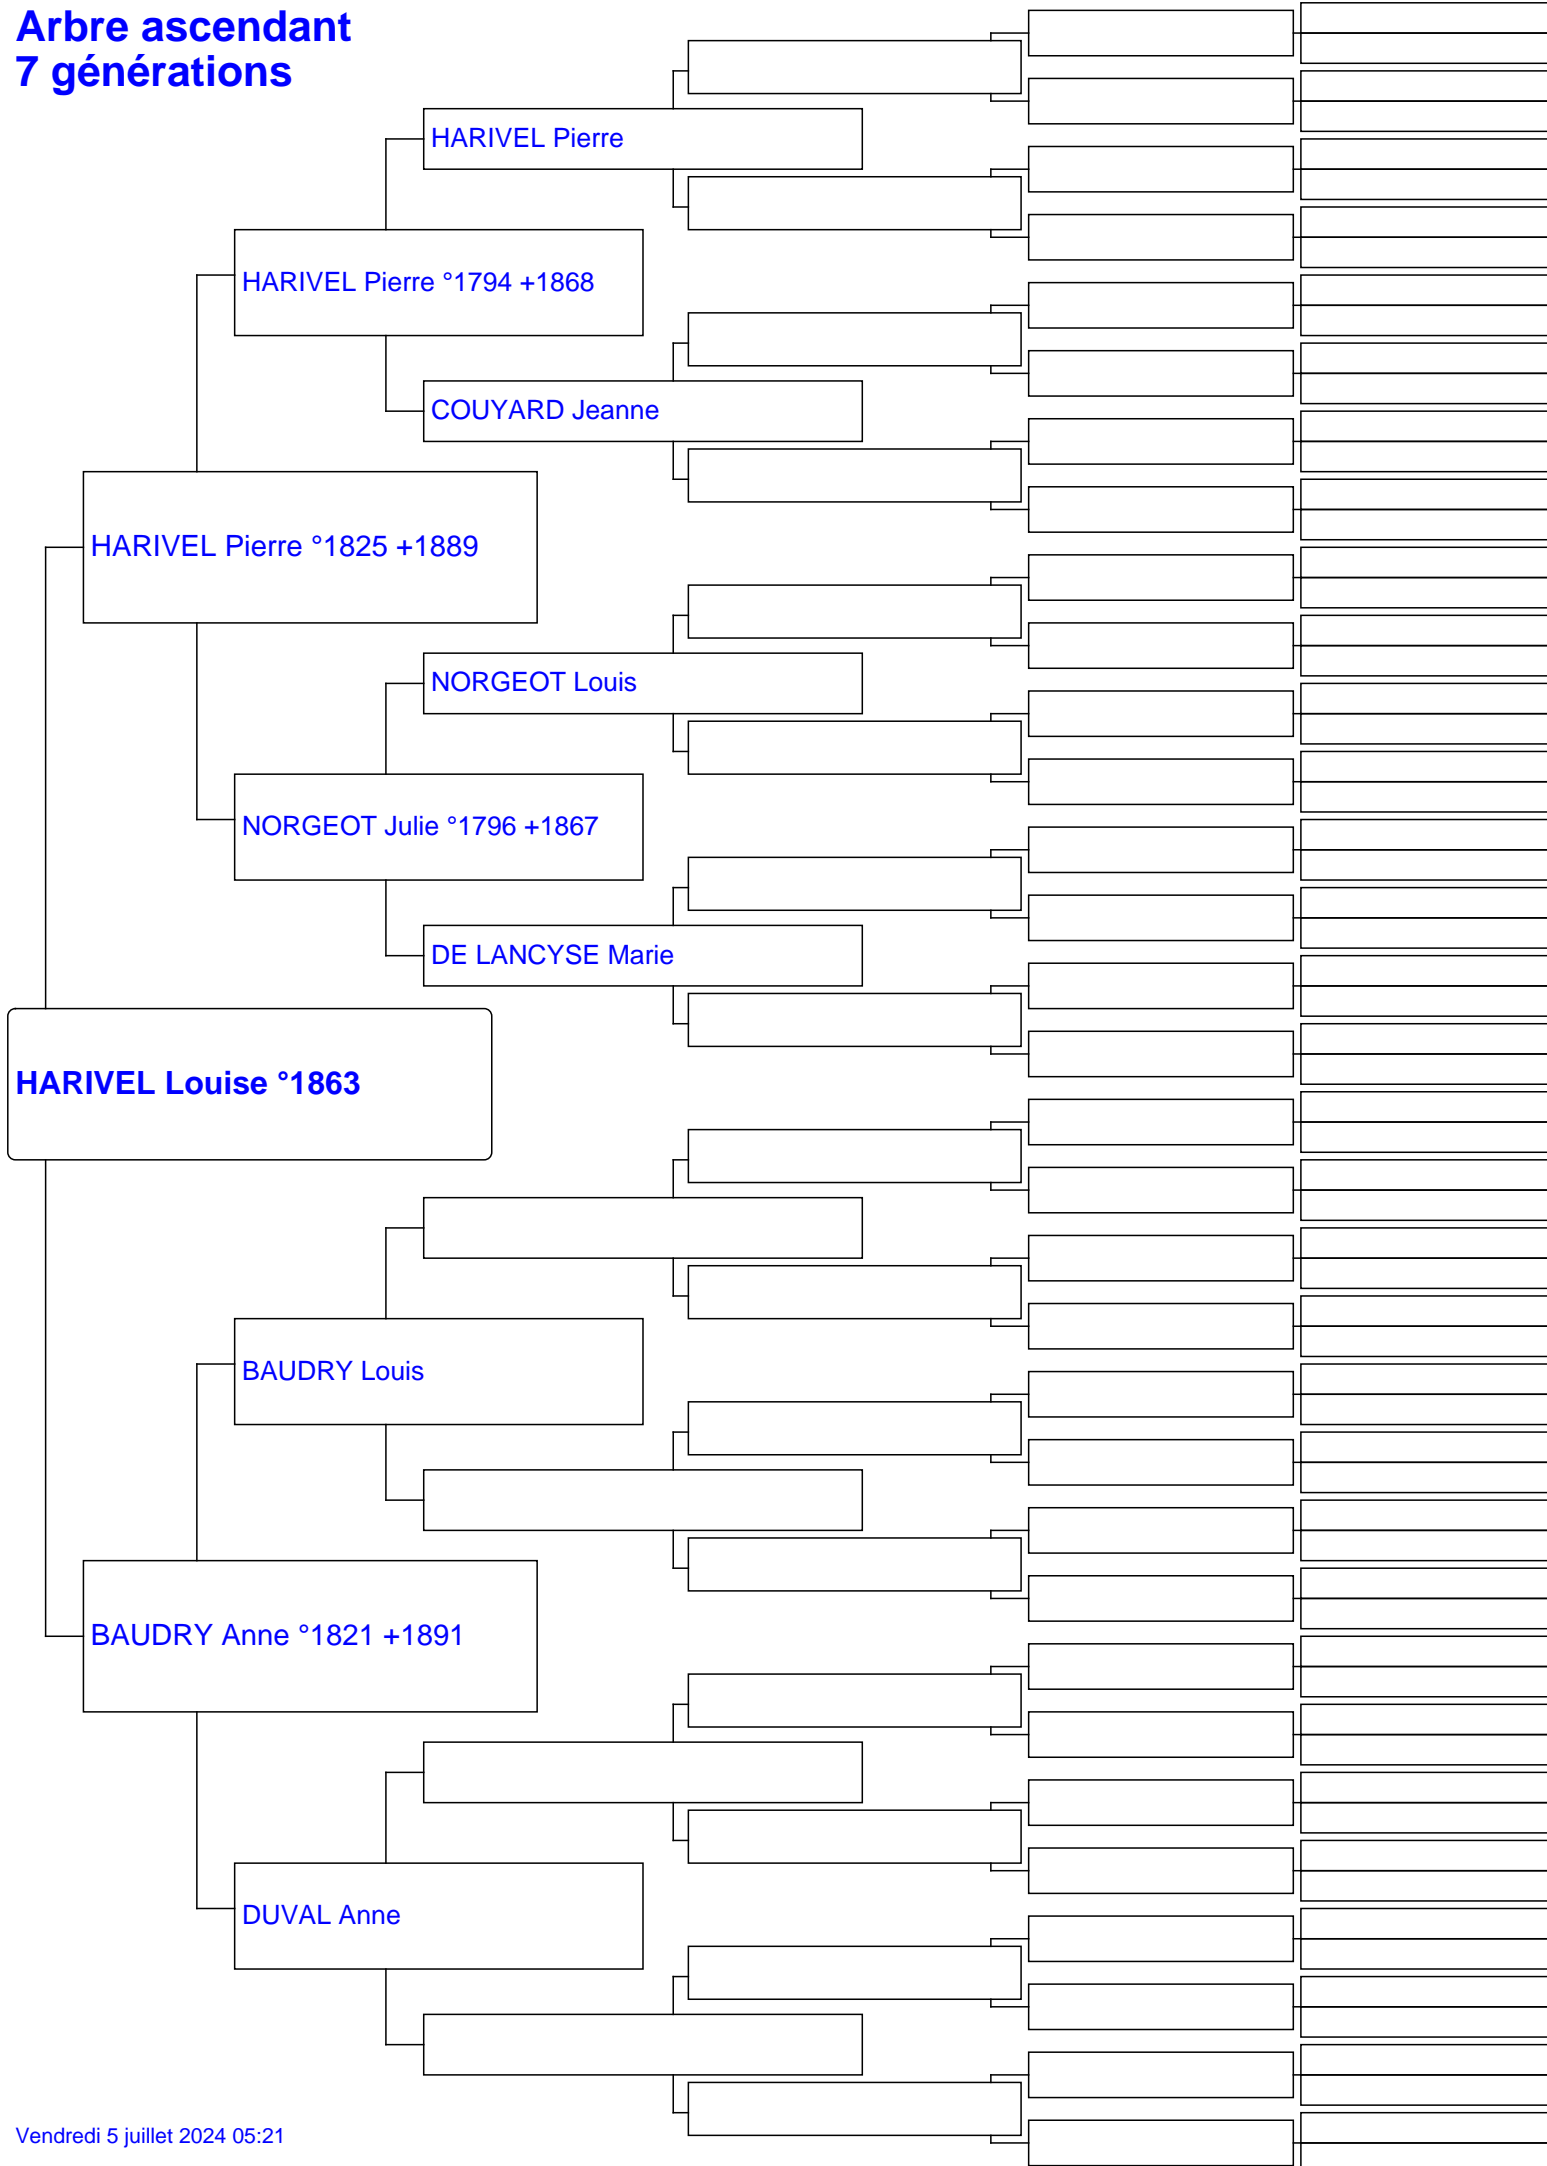 Arbre ascendant
7 générations
HARIVEL Pierre
HARIVEL Pierre °1794 +1868
COUYARD Jeanne
HARIVEL Pierre °1825 +1889
NORGEOT Louis
NORGEOT Julie °1796 +1867
DE LANCYSE Marie
HARIVEL Louise °1863
BAUDRY Louis
BAUDRY Anne °1821 +1891
DUVAL Anne
Vendredi 5 juillet 2024 05:21